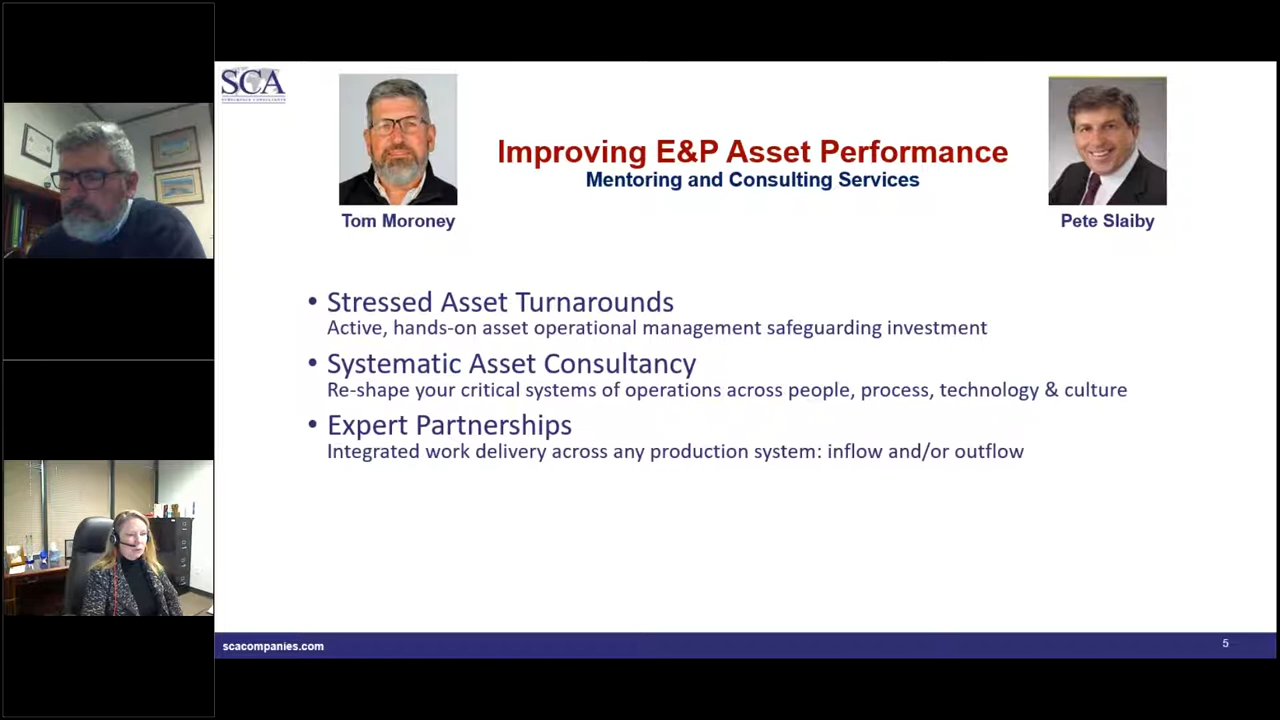 SCA
SUBSURFACE CONSULTANTS
Improving E&P Asset Performance
Mentoring and Consulting Services
Tom Moroney
Pete Slaiby
• Stressed Asset Turnarounds
Active, hands-on asset operational management safeguarding investment
• Systematic Asset Consultancy
Re-shape your critical systems of operations across people, process, technology & culture
• Expert Partnerships
Integrated work delivery across any production system: inflow and/or outflow
scacompanies.com
5